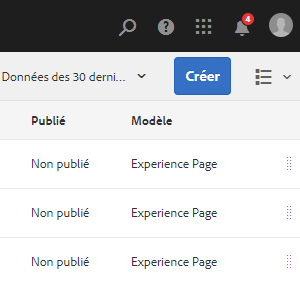 4
Données des 30 derni...
Créer
Publié Modèle
Non publié Experience Page
Non publié Experience Page
Non publié Experience Page